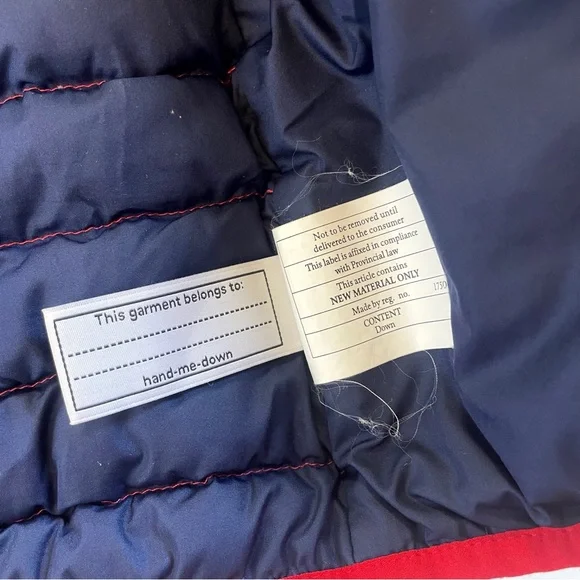 This garment belongs to:
hand-me-down
Not to be removed until
delivered to the consumer
This label is affixed in compliance
with Provincial law
This article contains
NEW MATERIAL ONLY
Made by reg. no.
CONTENT
Down